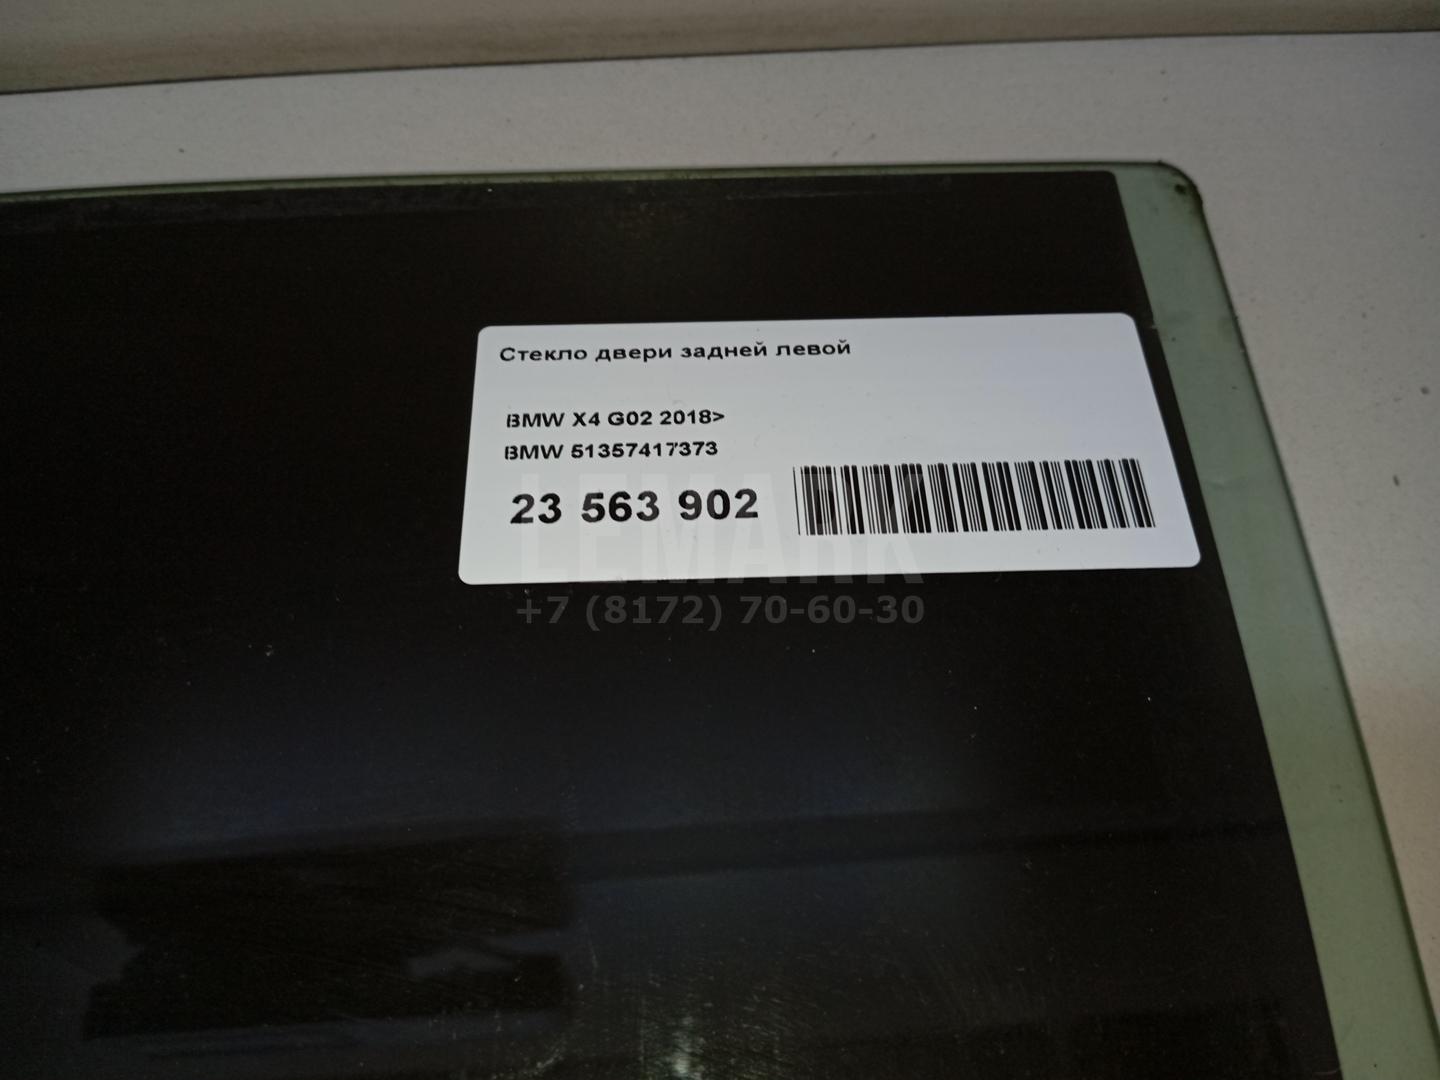 Стекло двери задней левой
BMW X4 G02 2018>
BMW 51357417373
23 563 902
LEMARK
+7 (8172) 70-60-30